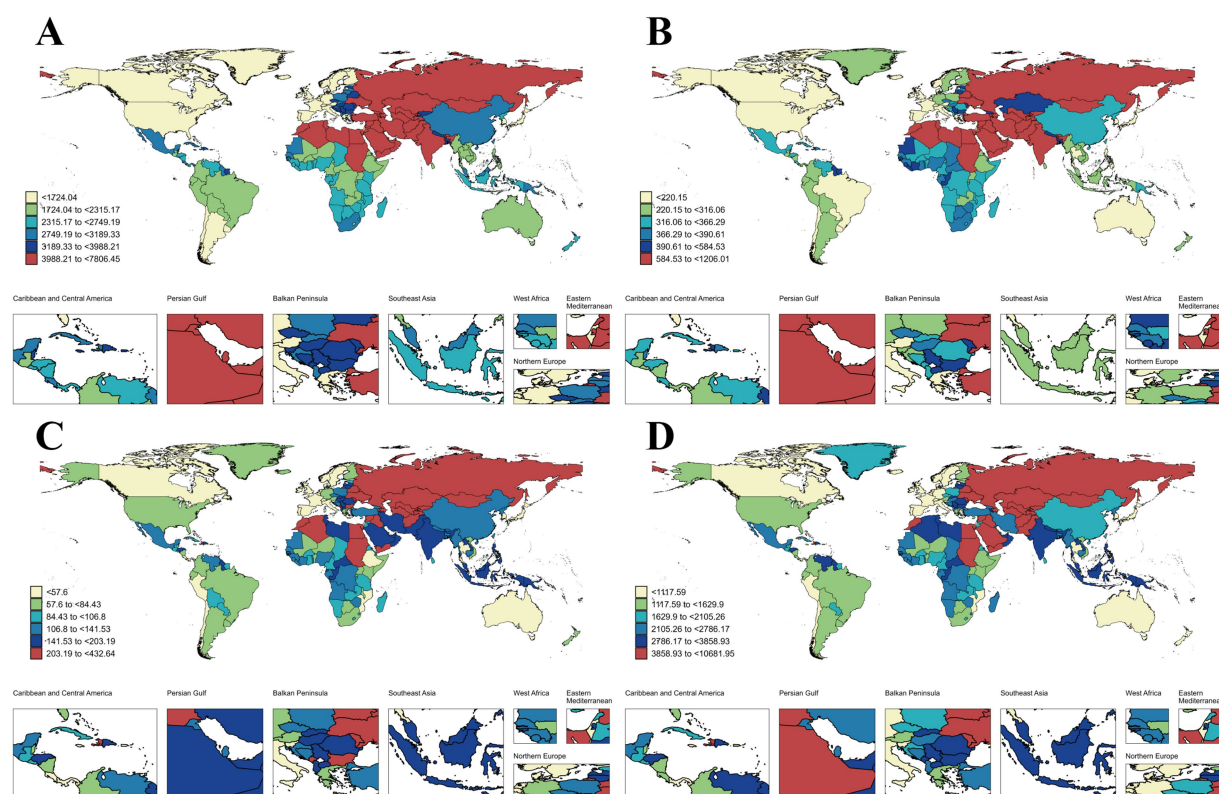 A
<1724.04
1724.04 to <2315.17
2315.17 to <2749.19
2749.19 to <3189.33
3189.33 to <3988.21
3988.21 to <7806.45
Caribbean and Central America
Persian Gulf
Balkan Peninsula
Southeast Asia
West Africa
Eastern
Mediterranean
Northern Europe
B
<220.15
220.15 to <316.06
316.06 to <366.29
366.29 to <390.61
390.61 to <584.53
584.53 to <1206.01
Caribbean and Central America
Persian Gulf
Balkan Peninsula
Southeast Asia
West Africa
Eastern
Mediterranean
Northern Europe
C
<57.6
57.6 to <84.43
84.43 to <106.8
106.8 to <141.53
141.53 to <203.19
203.19 to <432.64
Caribbean and Central America
Persian Gulf
Balkan Peninsula
Southeast Asia
West Africa
Eastern
Mediterranean
Northern Europe
D
<1117.59
1117.59 to <1629.9
1629.9 to <2105.26
2105.26 to <2786.17
2786.17 to <3858.93
3858.93 to <10681.95
Caribbean and Central America
Persian Gulf
Balkan Peninsula
Southeast Asia
West Africa
Eastern
Mediterranean
Northern Europe